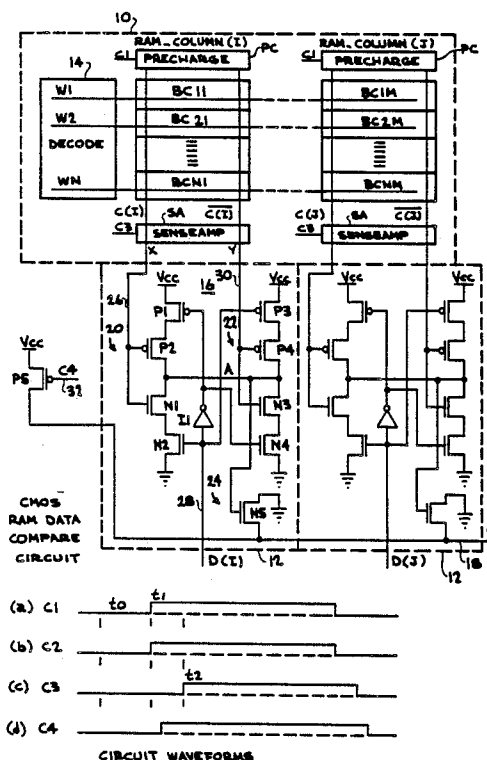 10
RAM_COLUMN(I)
RAM_COLUMN(J)
C1 PRECHARGE PC
C1 PRECHARGE PC
14
W1 BC11 BC1M
W2 BC21 BC2M
DECODE
WN BCN1 BCNM
C(I) SA C(I)
C(J) SA C(J)
C3 SENSEAMP
C3 SENSEAMP
X Y
30
Vcc 16 Vcc
Vcc Vcc
26 P1 P3
20 22
P2 P4
Vcc
P5 C4
32
A
N1 I1 N3
N2 N4
28 24
N5
CMOS
RAM DATA
COMPARE
CIRCUIT
D(I) 12 D(J) 12
18
(a) C1 t0 t1
(b) C2
(c) C3 t2
(d) C4
CIRCUIT WAVEFORMS